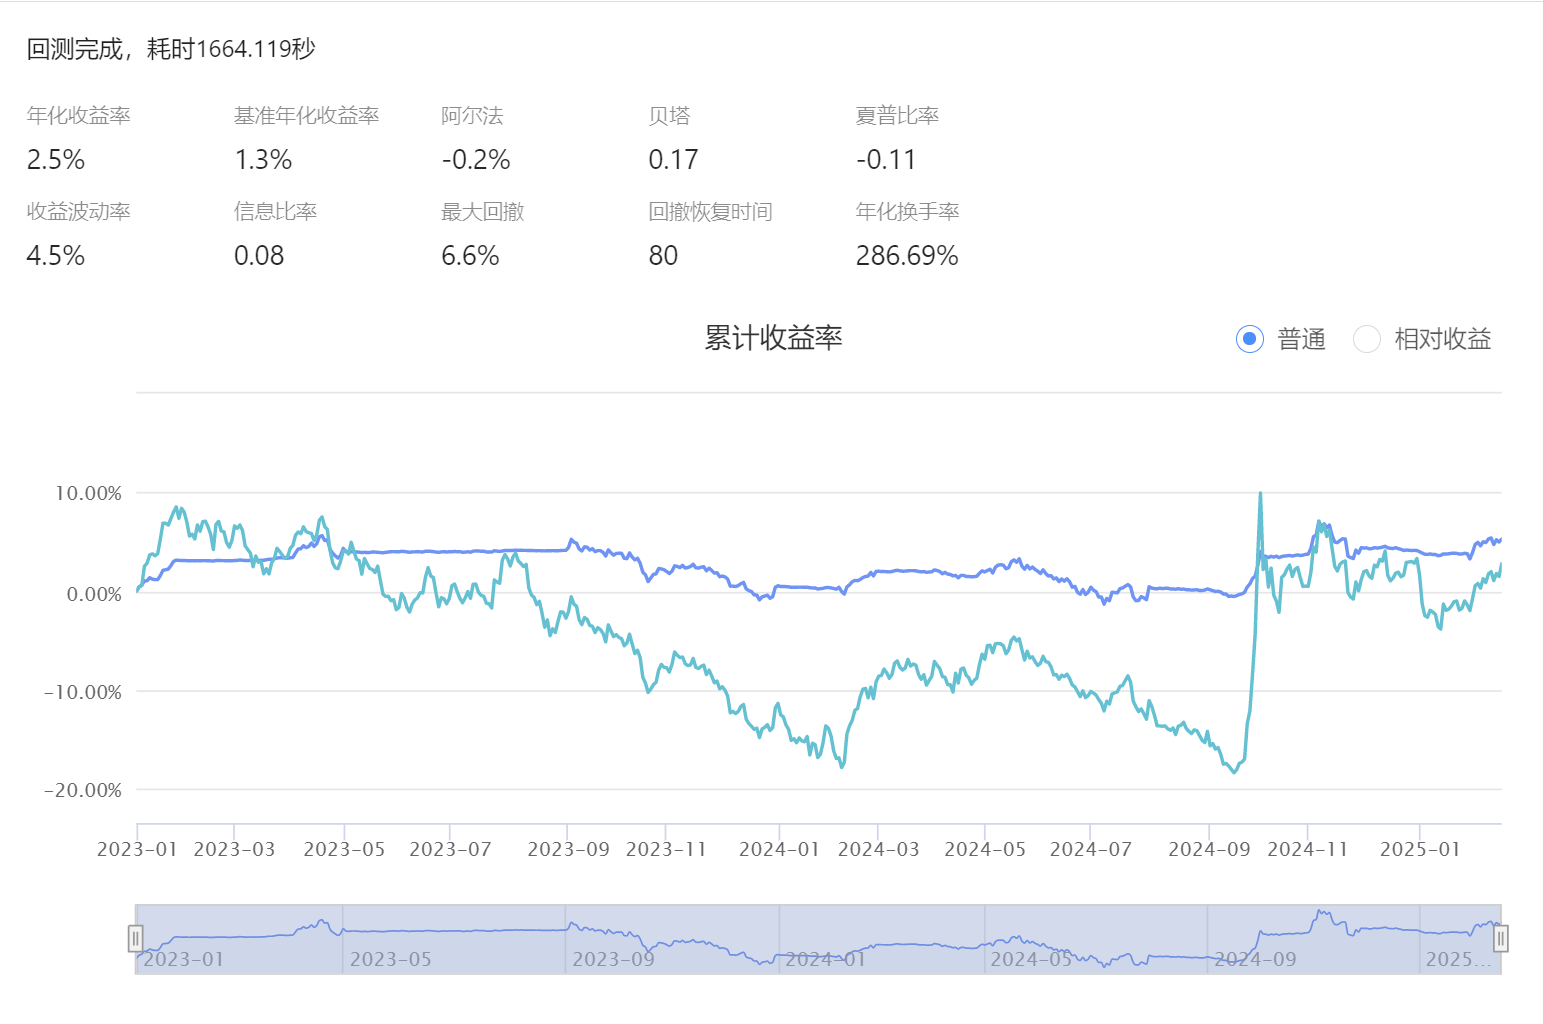 回测完成，耗时1664.119秒
年化收益率 基准年化收益率 阿尔法 贝塔 夏普比率
2.5% 1.3% -0.2% 0.17 -0.11
收益波动率 信息比率 最大回撤 回撤恢复时间 年化换手率
4.5% 0.08 6.6% 80 286.69%
累计收益率 普通 相对收益
10.00%
0.00%
-10.00%
-20.00%
2023-01 2023-03 2023-05 2023-07 2023-09 2023-11 2024-01 2024-03 2024-05 2024-07 2024-09 2024-11 2025-01
2023-01 2023-05 2023-09 2024-01 2024-05 2024-09 2025...